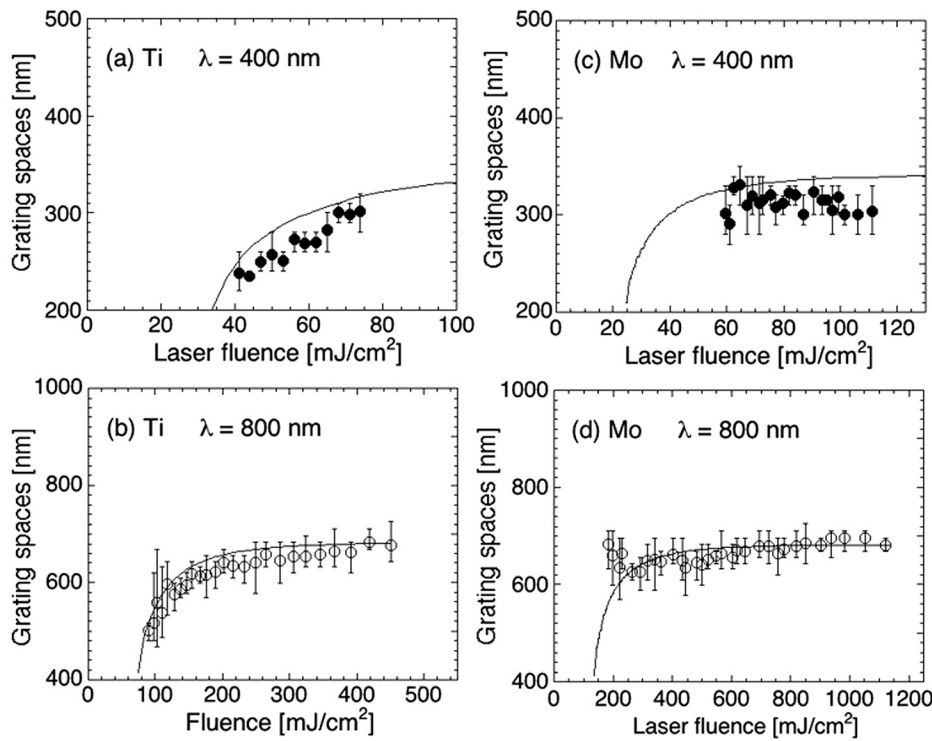 (a) Ti λ = 400 nm
500
400
300
200
Grating spaces [nm]
0 20 40 60 80 100
Laser fluence [mJ/cm²]
(c) Mo λ = 400 nm
500
400
300
200
Grating spaces [nm]
0 20 40 60 80 100 120
Laser fluence [mJ/cm²]
(b) Ti λ = 800 nm
1000
800
600
400
Grating spaces [nm]
0 100 200 300 400 500
Fluence [mJ/cm²]
(d) Mo λ = 800 nm
1000
800
600
400
Grating spaces [nm]
0 200 400 600 800 1000 1200
Laser fluence [mJ/cm²]